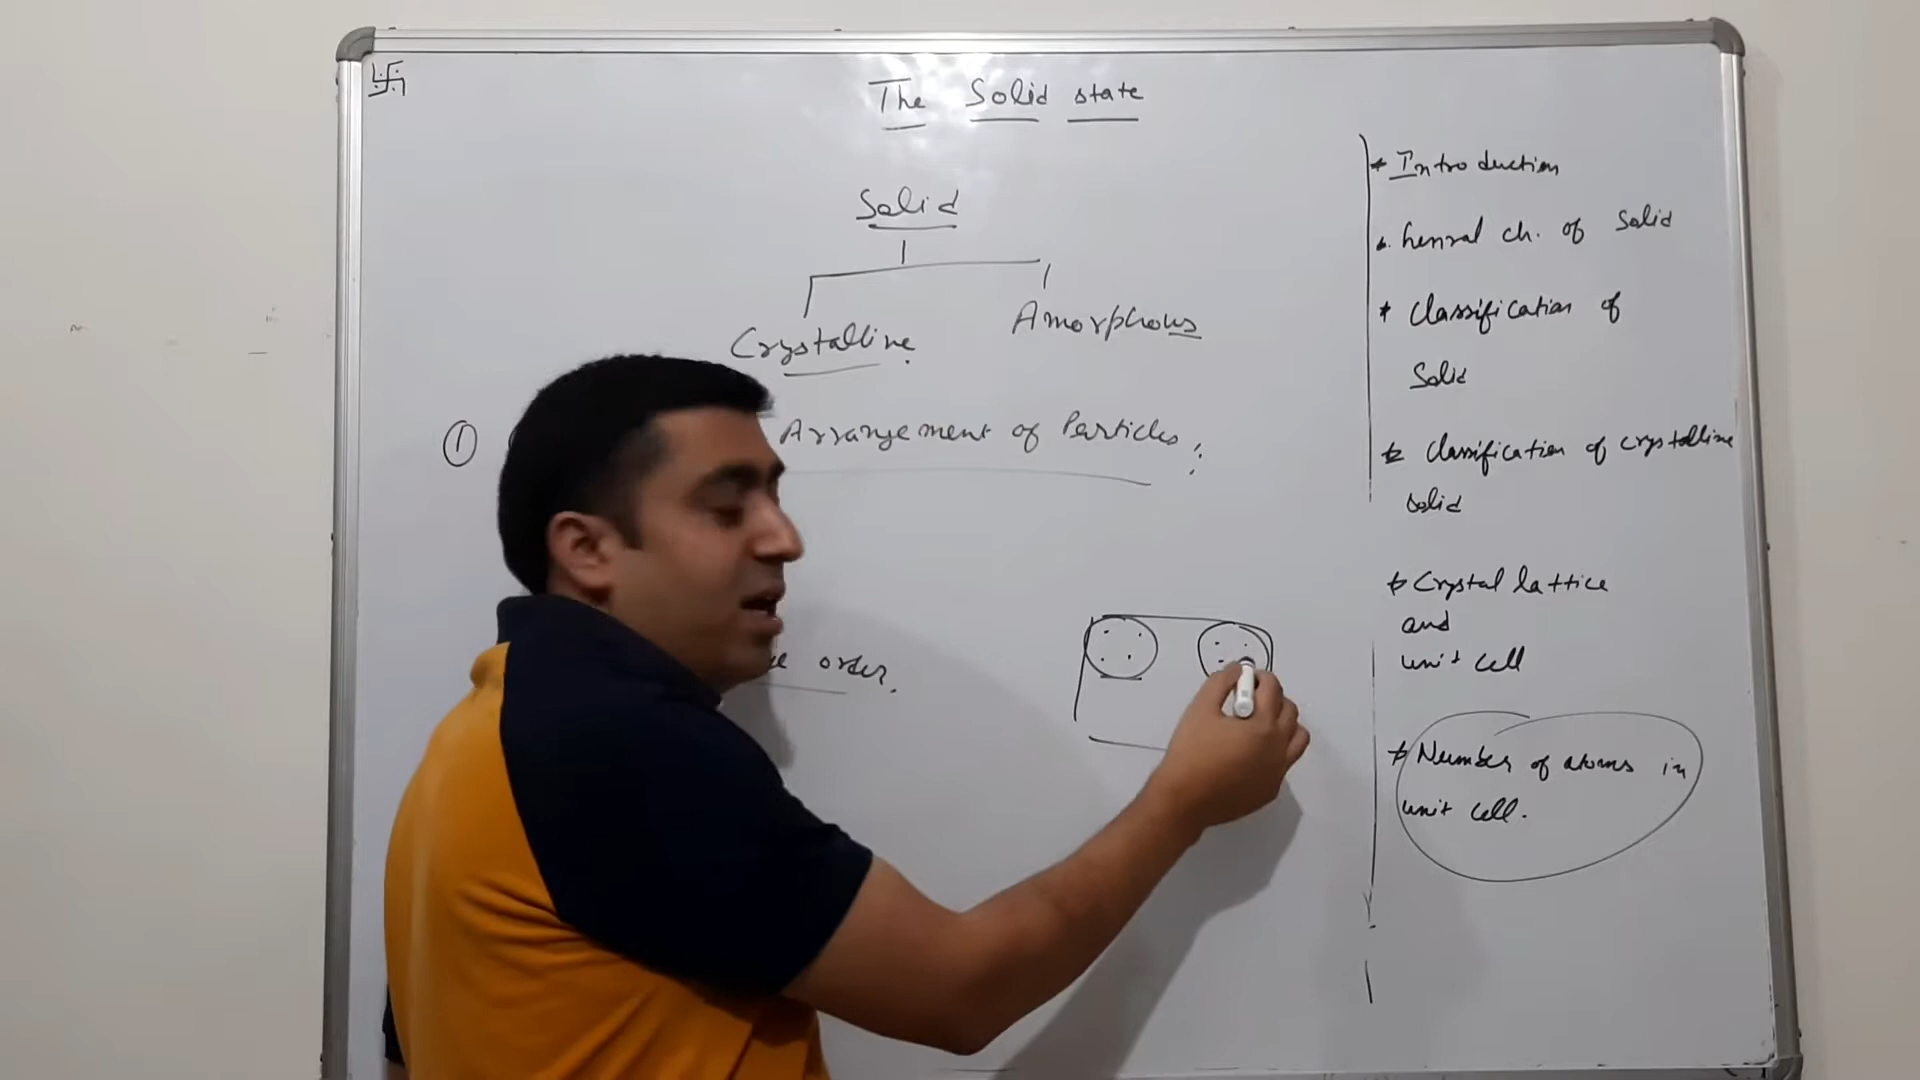 The Solid state
Solid
Crystalline
Amorphous
① Arrangement of Particles:
order.
* Introduction
Genral ch. of Solid
* Classification of
Solid
* Classification of crystalline
solid
* Crystal lattice
and
unit cell
* Number of atoms in
unit cell.